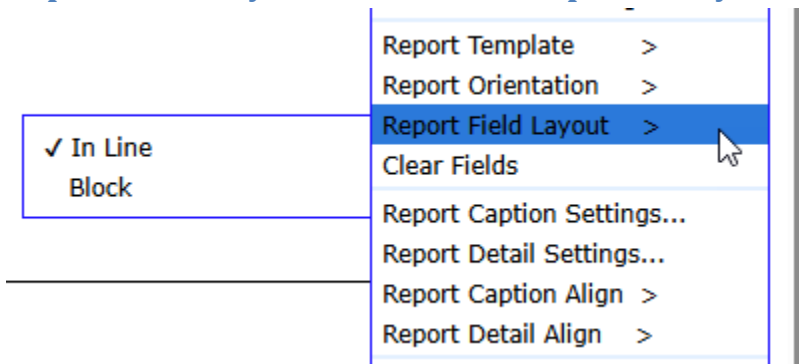 Report Template >
Report Orientation >
Report Field Layout >
Clear Fields
Report Caption Settings...
Report Detail Settings...
Report Caption Align >
Report Detail Align >
✓ In Line
Block